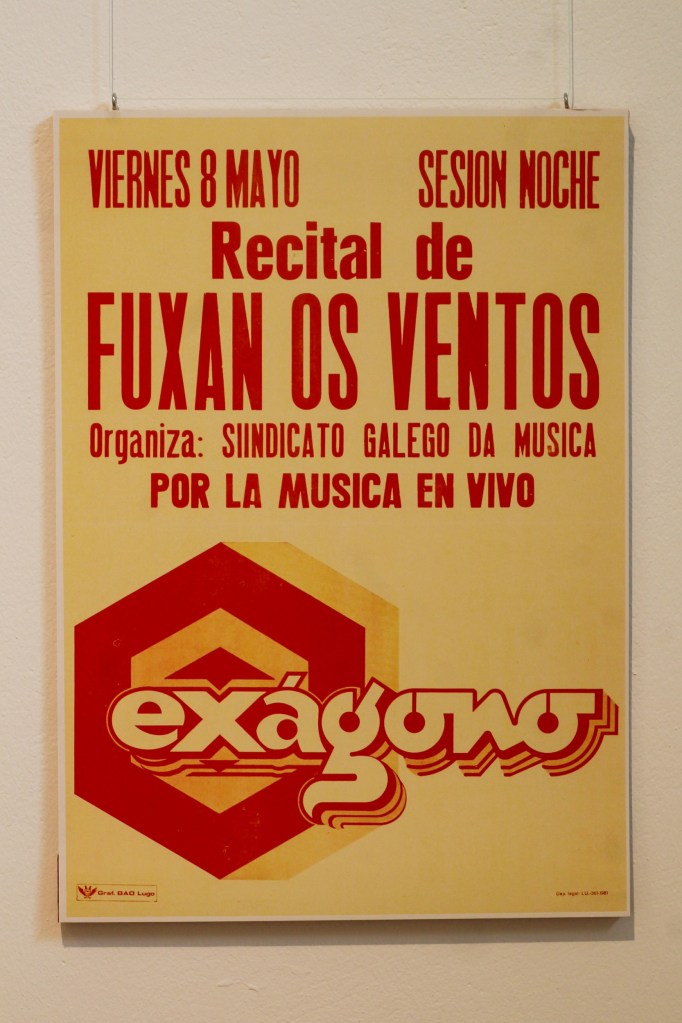 VIERNES 8 MAYO SESION NOCHE
Recital de
FUXAN OS VENTOS
Organiza: SIINDICATO GALEGO DA MUSICA
POR LA MUSICA EN VIVO
exágono
Graf. BAO Lugo